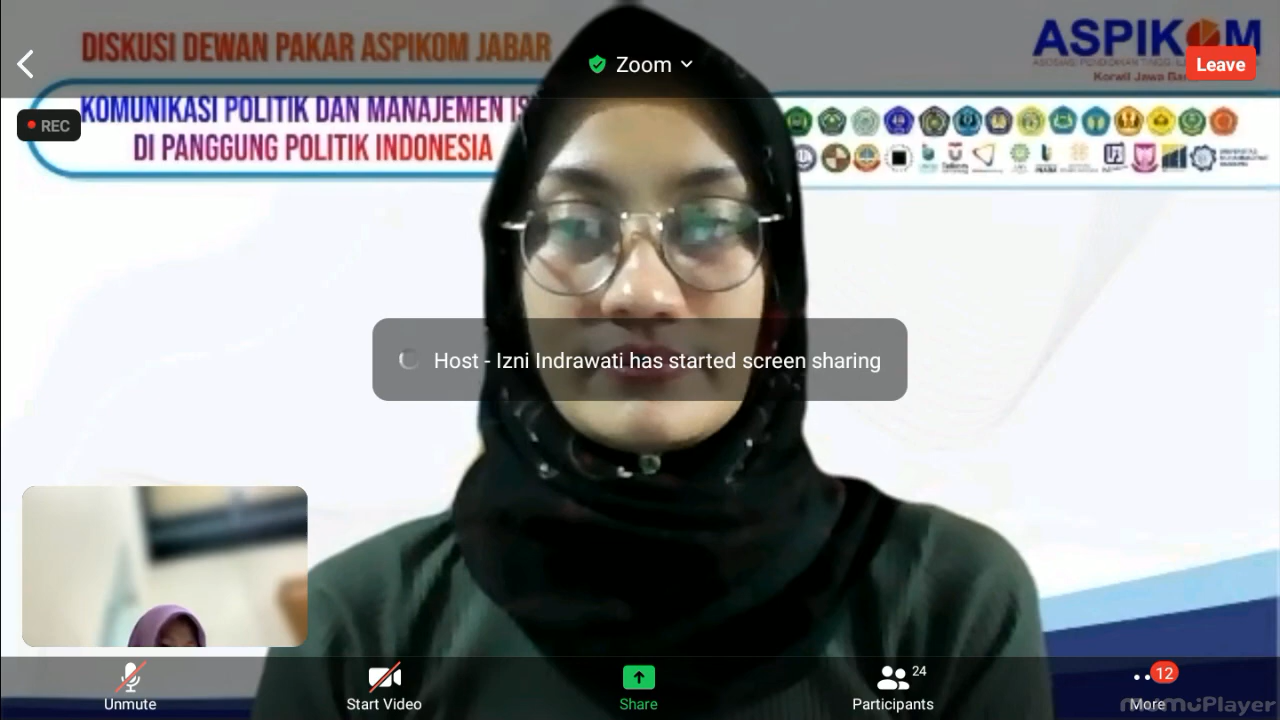 DISKUSI DEWAN PAKAR ASPIKOM JABAR
ASPIKOM
Korwil Jawa
Zoom
Leave
REC
KOMUNIKASI POLITIK DAN MANAJEMEN IS
DI PANGGUNG POLITIK INDONESIA
Host - Izni Indrawati has started screen sharing
Unmute
Start Video
Share
Participants
24
More
12
MuMuPlayer